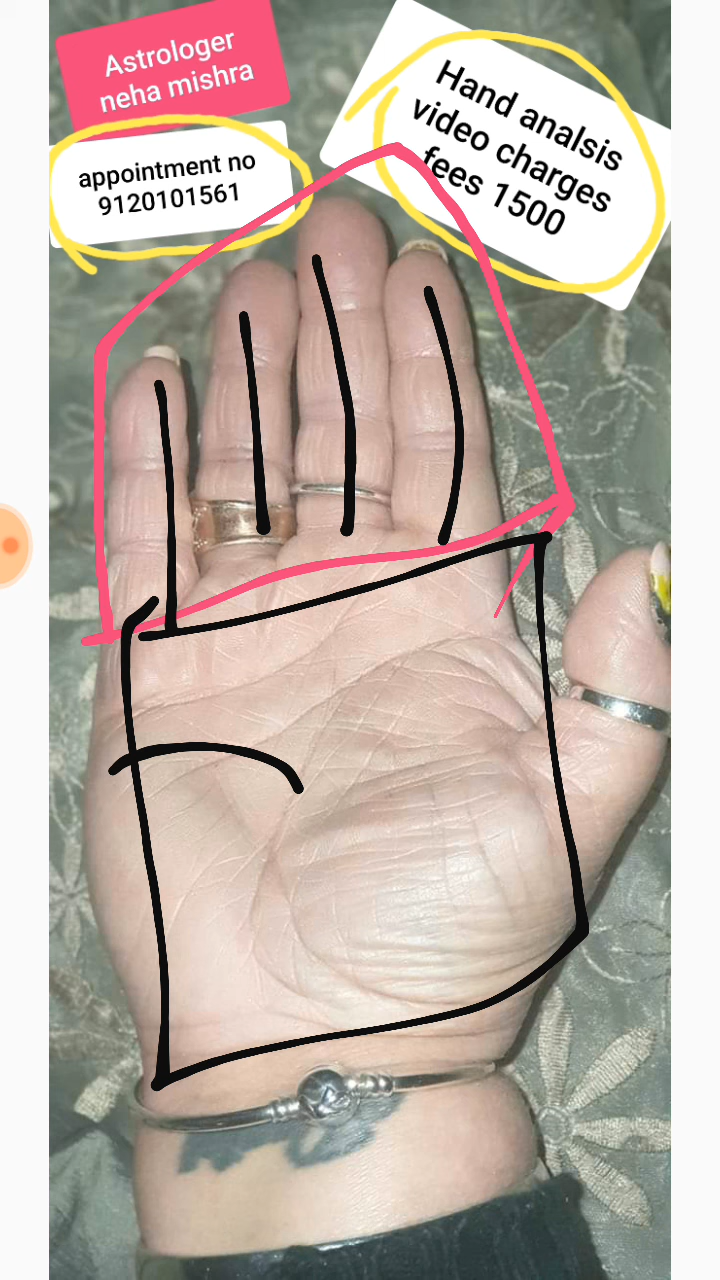 Astrologer
neha mishra
appointment no
9120101561
Hand analsis
video charges
fees 1500